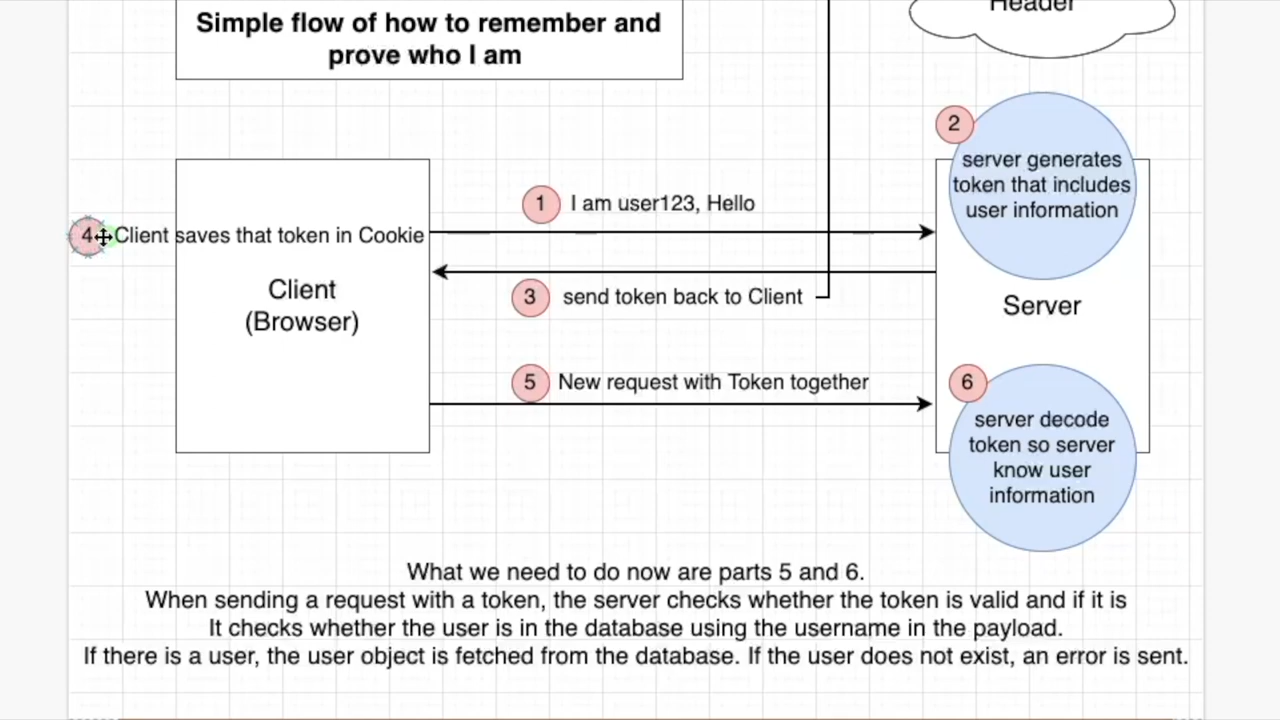 Header
Simple flow of how to remember and
prove who I am
2
server generates
token that includes
user information
1 I am user123, Hello
4 Client saves that token in Cookie
Client
(Browser)
3 send token back to Client
Server
5 New request with Token together
6
server decode
token so server
know user
information
What we need to do now are parts 5 and 6.
When sending a request with a token, the server checks whether the token is valid and if it is
It checks whether the user is in the database using the username in the payload.
If there is a user, the user object is fetched from the database. If the user does not exist, an error is sent.